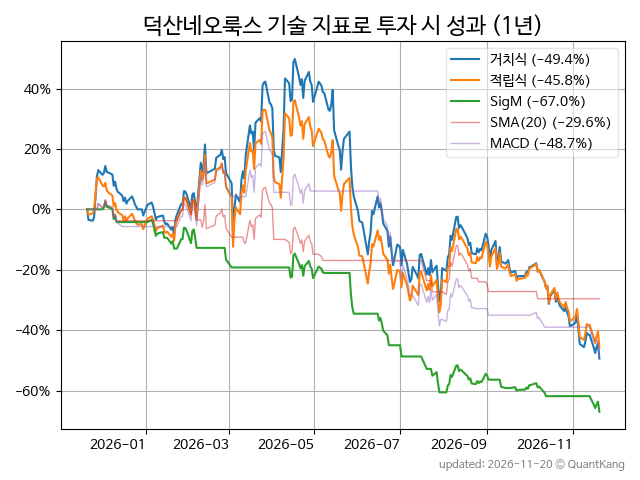 덕산네오룩스 기술 지표로 투자 시 성과 (1년)
거치식 (−49.4%)
적립식 (−45.8%)
SigM (−67.0%)
SMA(20) (−29.6%)
MACD (−48.7%)
40%
20%
0%
−20%
−40%
−60%
2026-01 2026-03 2026-05 2026-07 2026-09 2026-11
updated: 2026-11-20 © QuantKang